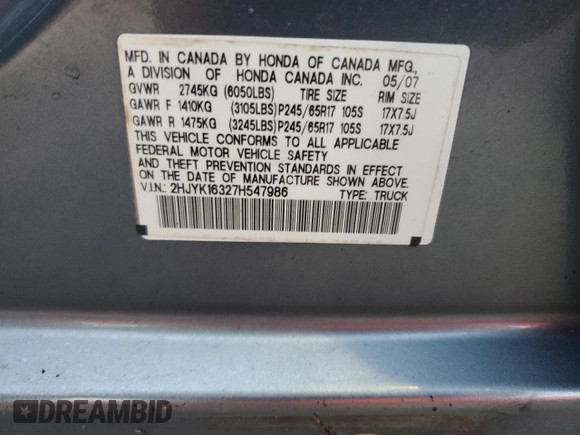 MFD. IN CANADA BY HONDA OF CANADA MFG.,
A DIVISION OF HONDA CANADA INC. 05/07
GVWR 2745KG (6050LBS) TIRE SIZE RIM SIZE
GAWR F 1410KG (3105LBS)P245/65R17 105S 17X7.5J
GAWR R 1475KG (3245LBS)P245/65R17 105S 17X7.5J
THIS VEHICLE CONFORMS TO ALL APPLICABLE
FEDERAL MOTOR VEHICLE SAFETY
AND THEFT PREVENTION STANDARDS IN EFFECT
ON THE DATE OF MANUFACTURE SHOWN ABOVE.
V.I.N.: 2HJYK16327H547986 TYPE: TRUCK
DREAMBID